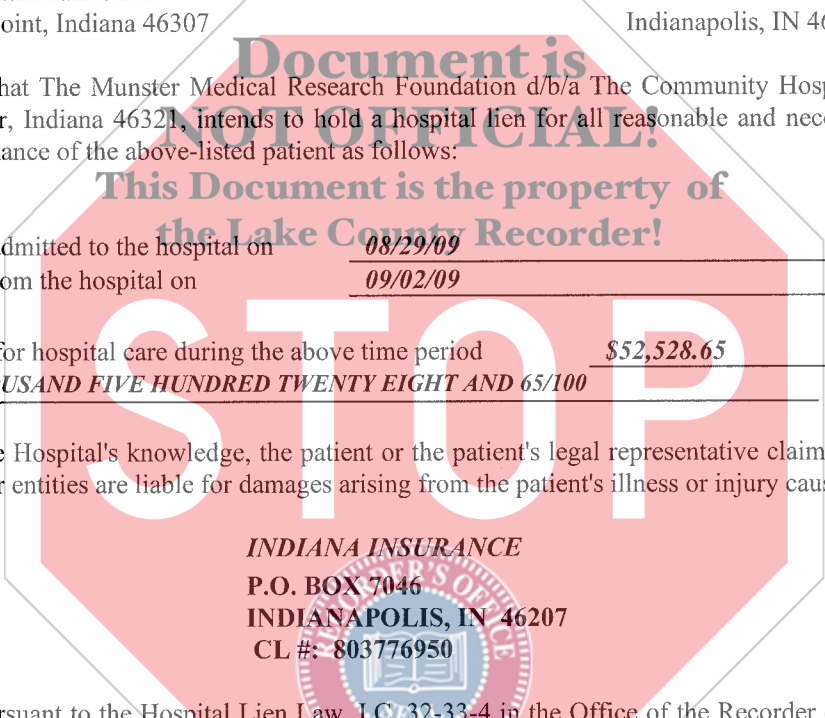 oint, Indiana 46307 Indianapolis, IN 46
Document is
hat The Munster Medical Research Foundation d/b/a The Community Hosp
NOT OFFICIAL!
r, Indiana 46321, intends to hold a hospital lien for all reasonable and nece
ance of the above-listed patient as follows:
This Document is the property of
the Lake County Recorder!
dmitted to the hospital on 08/29/09
om the hospital on 09/02/09
STOP
for hospital care during the above time period $52,528.65
USAND FIVE HUNDRED TWENTY EIGHT AND 65/100
e Hospital's knowledge, the patient or the patient's legal representative claim
r entities are liable for damages arising from the patient's illness or injury cau
INDIANA INSURANCE
P.O. BOX 7046
INDIANAPOLIS, IN 46207
CL #: 803776950
RECORDER'S OFFICE
rsuant to the Hospital Lien Law, I.C. 32-33-4 in the Office of the Recorder